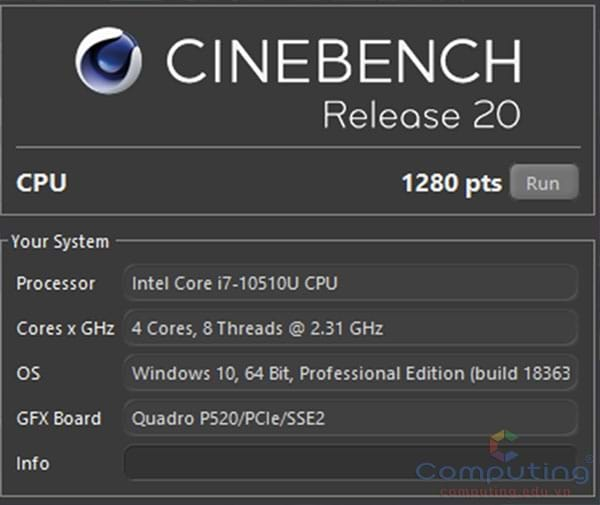 CINEBENCH
Release 20
CPU 1280 pts Run
Your System
Processor Intel Core i7-10510U CPU
Cores x GHz 4 Cores, 8 Threads @ 2.31 GHz
OS Windows 10, 64 Bit, Professional Edition (build 18363
GFX Board Quadro P520/PCIe/SSE2
Info
Computing®
computing.edu.vn